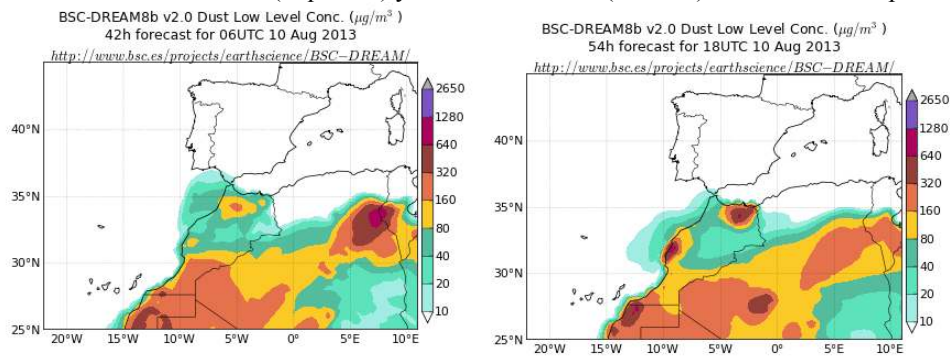 BSC-DREAM8b v2.0 Dust Low Level Conc. (μg/m³)
42h forecast for 06UTC 10 Aug 2013
http://www.bsc.es/projects/earthscience/BSC−DREAM/
40°N
35°N
30°N
25°N
20°W
15°W
10°W
5°W
0°
5°E
10°E
2650
1280
640
320
160
80
40
20
10
BSC-DREAM8b v2.0 Dust Low Level Conc. (μg/m³)
54h forecast for 18UTC 10 Aug 2013
http://www.bsc.es/projects/earthscience/BSC−DREAM/
40°N
35°N
30°N
25°N
20°W
15°W
10°W
5°W
0°
5°E
10°E
2650
1280
640
320
160
80
40
20
10